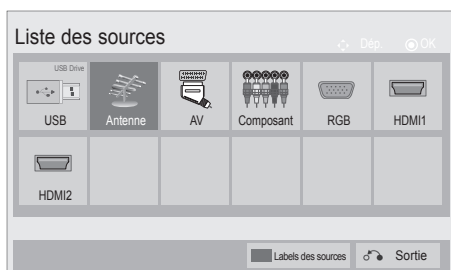 Liste des sources
Dép. OK
USB Drive
USB Antenne AV Composant RGB HDMI1
HDMI2
Labels des sources Sortie